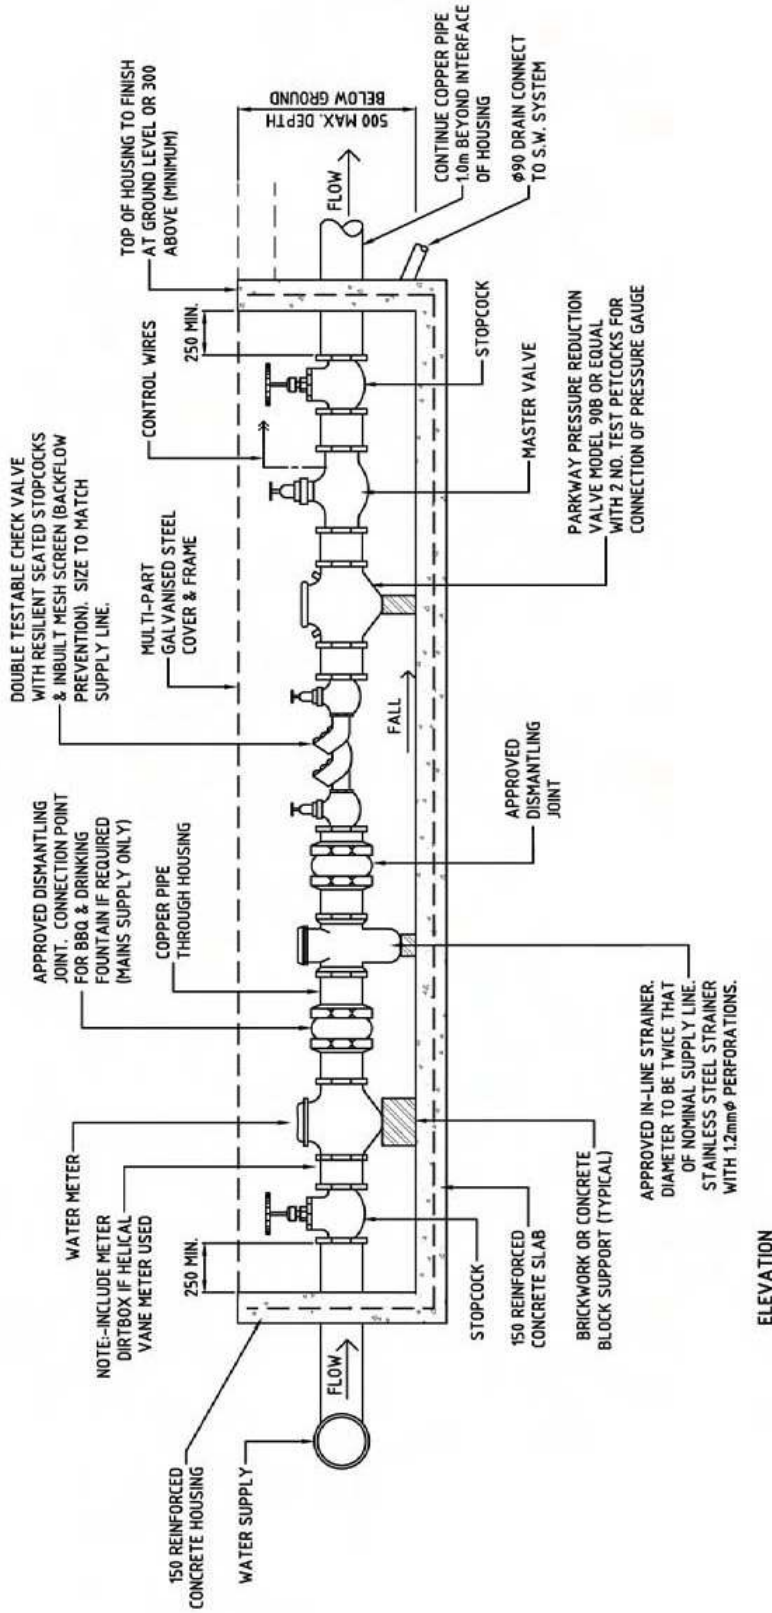 DOUBLE TESTABLE CHECK VALVE
WITH RESILIENT SEATED STOPCOCKS
& INBUILT MESH SCREEN (BACKFLOW
PREVENTION). SIZE TO MATCH
SUPPLY LINE.
APPROVED DISMANTLING
JOINT. CONNECTION POINT
FOR BBQ & DRINKING
FOUNTAIN IF REQUIRED
(MAINS SUPPLY ONLY)
WATER METER
NOTE:-INCLUDE METER
DIRTBOX IF HELICAL
VANE METER USED
150 REINFORCED
CONCRETE HOUSING
WATER SUPPLY
COPPER PIPE
THROUGH HOUSING
MULTI-PART
GALVANISED STEEL
COVER & FRAME
CONTROL WIRES
TOP OF HOUSING TO FINISH
AT GROUND LEVEL OR 300
ABOVE (MINIMUM)
250 MIN.
250 MIN.
500 MAX. DEPTH
BELOW GROUND
FLOW
FLOW
FALL
CONTINUE COPPER PIPE
1.0m BEYOND INTERFACE
OF HOUSING
Ø90 DRAIN CONNECT
TO S.W. SYSTEM
STOPCOCK
150 REINFORCED
CONCRETE SLAB
BRICKWORK OR CONCRETE
BLOCK SUPPORT (TYPICAL)
APPROVED IN-LINE STRAINER.
DIAMETER TO BE TWICE THAT
OF NOMINAL SUPPLY LINE.
STAINLESS STEEL STRAINER
WITH 1.2mmØ PERFORATIONS.
APPROVED
DISMANTLING
JOINT
STOPCOCK
MASTER VALVE
PARKWAY PRESSURE REDUCTION
VALVE MODEL 90B OR EQUAL
WITH 2 NO. TEST PETCOCKS FOR
CONNECTION OF PRESSURE GAUGE
ELEVATION